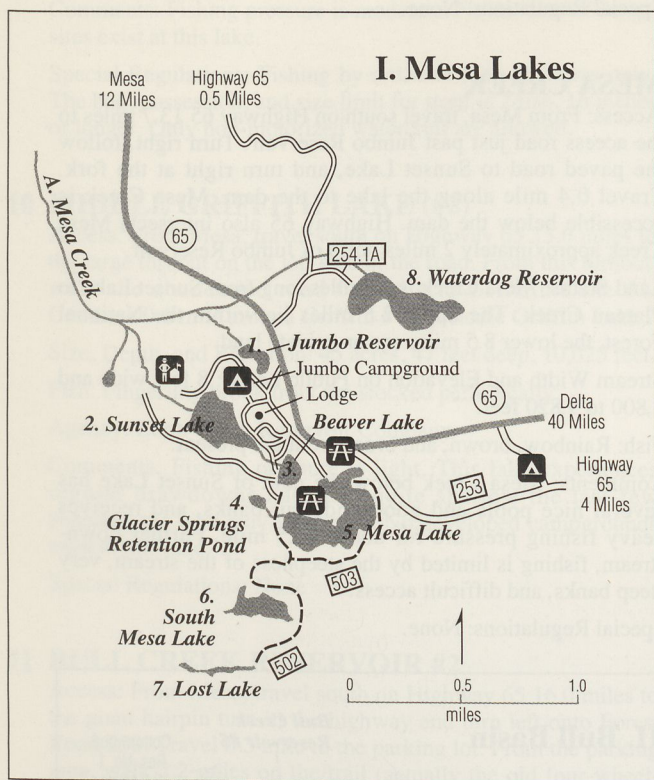 I. Mesa Lakes
Mesa
12 Miles
Highway 65
0.5 Miles
A. Mesa Creek
65
254.1A
8. Waterdog Reservoir
1.
Jumbo Reservoir
Jumbo Campground
Lodge
2. Sunset Lake
Beaver Lake
3.
65
Delta
40 Miles
Highway
65
4 Miles
253
4.
Glacier Springs
Retention Pond
5. Mesa Lake
503
6.
South
Mesa Lake
502
7. Lost Lake
0 0.5 1.0
miles